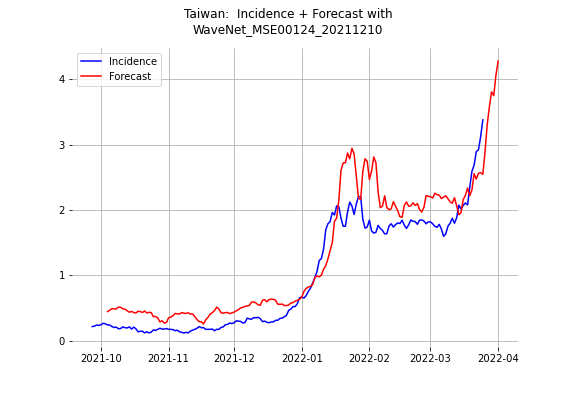 Taiwan:  Incidence + Forecast with
WaveNet_MSE00124_20211210
Incidence
Forecast
4
3
2
1
0
2021-10 2021-11 2021-12 2022-01 2022-02 2022-03 2022-04